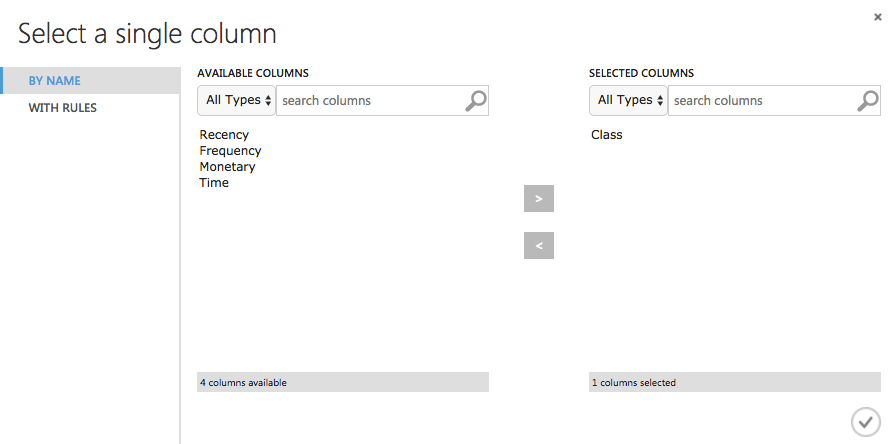 Select a single column
×
BY NAME
WITH RULES
AVAILABLE COLUMNS
All Types
search columns
Recency
Frequency
Monetary
Time
4 columns available
>
<
SELECTED COLUMNS
All Types
search columns
Class
1 columns selected